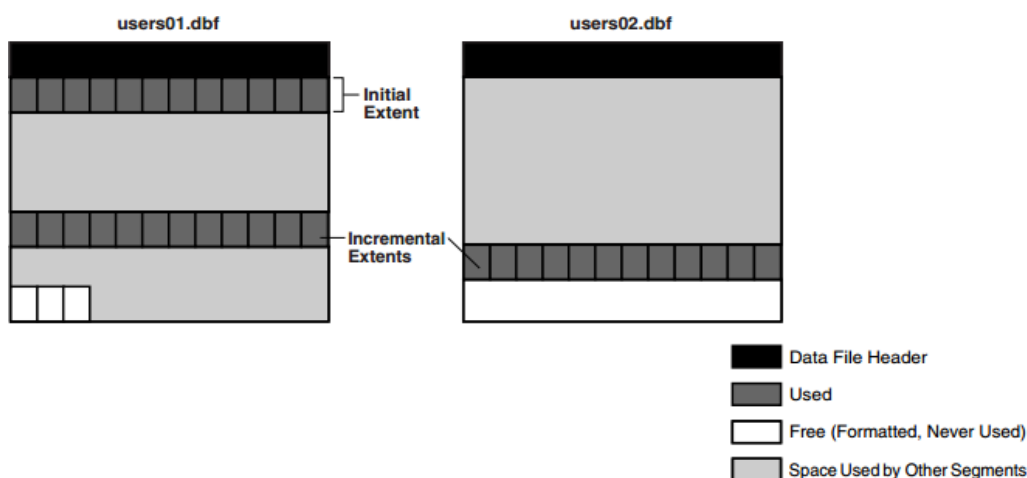 users01.dbf
users02.dbf
Initial
Extent
Incremental
Extents
Data File Header
Used
Free (Formatted, Never Used)
Space Used by Other Segments